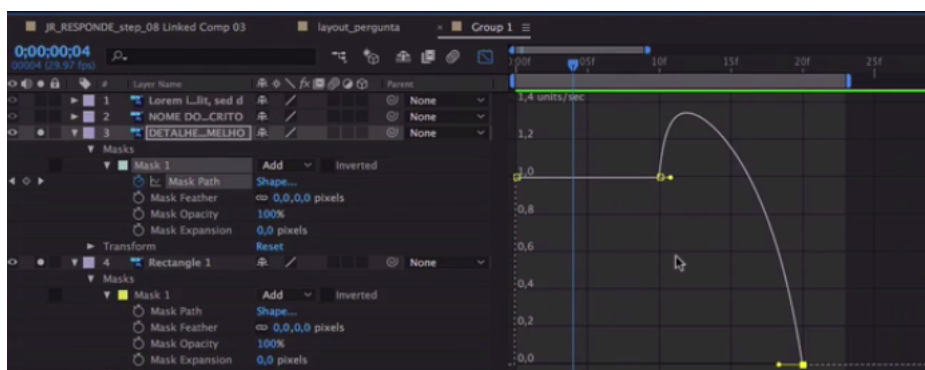 JR_RESPONDE_step_08 Linked Comp 03 layout_pergunta × Group 1
0;00;00;04
00004 (29.97 fps)
05f 10f 15f 20f 25f
# Layer Name Parent
1 Lorem i...lit, sed d None
2 NOME DO...CRITO None
3 DETALHE...MELHO None
Masks
Mask 1 Add Inverted
Mask Path Shape...
Mask Feather 0,0,0,0 pixels
Mask Opacity 100%
Mask Expansion 0,0 pixels
Transform Reset
4 Rectangle 1 None
Masks
Mask 1 Add Inverted
Mask Path Shape...
Mask Feather 0,0,0,0 pixels
Mask Opacity 100%
Mask Expansion 0,0 pixels
1,4 units/sec
1,2
1,0
0,8
0,6
0,4
0,2
0,0